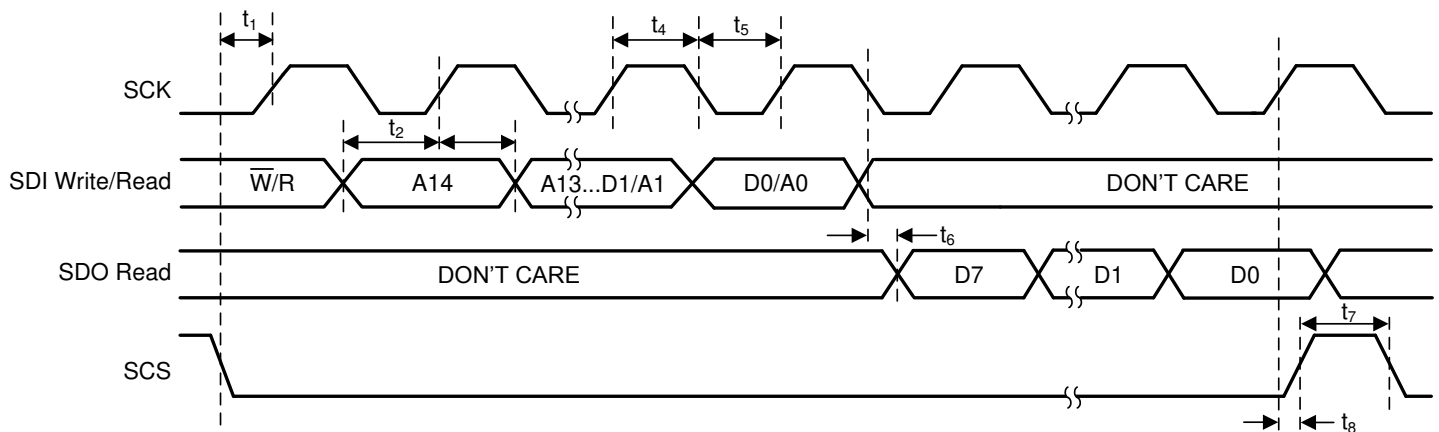 t1 t4 t5
SCK
t2
SDI Write/Read W̅/R A14 A13...D1/A1 D0/A0 DON'T CARE
t6
SDO Read DON'T CARE D7 D1 D0
t7
SCS
t8